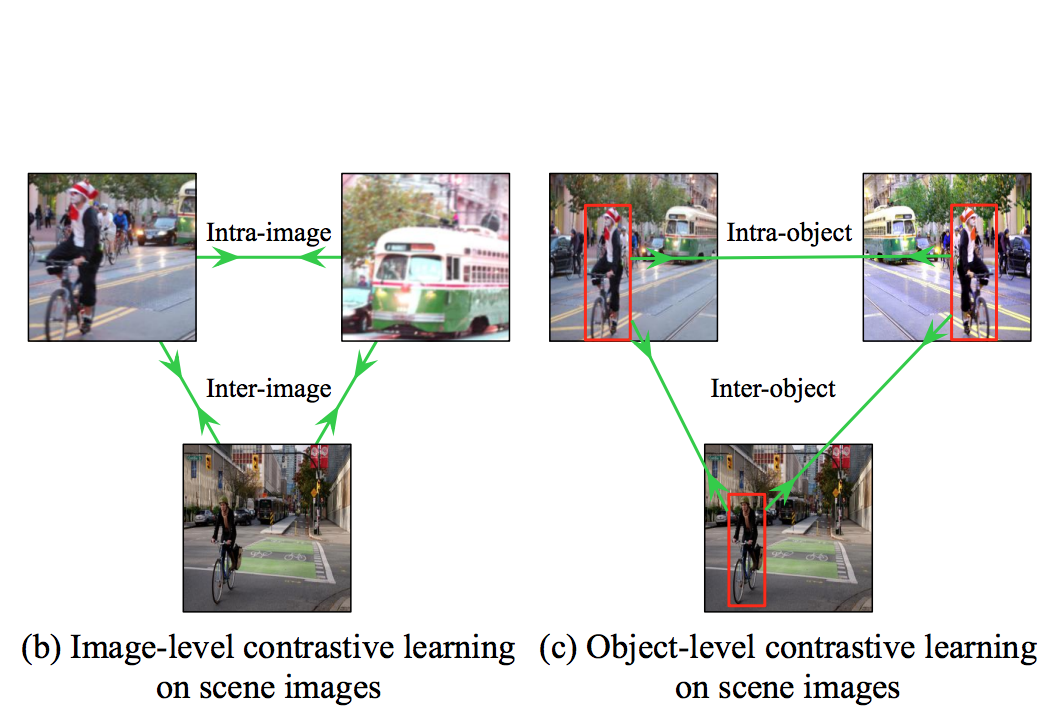 Intra-image
Inter-image
(b) Image-level contrastive learning
on scene images
Intra-object
Inter-object
(c) Object-level contrastive learning
on scene images